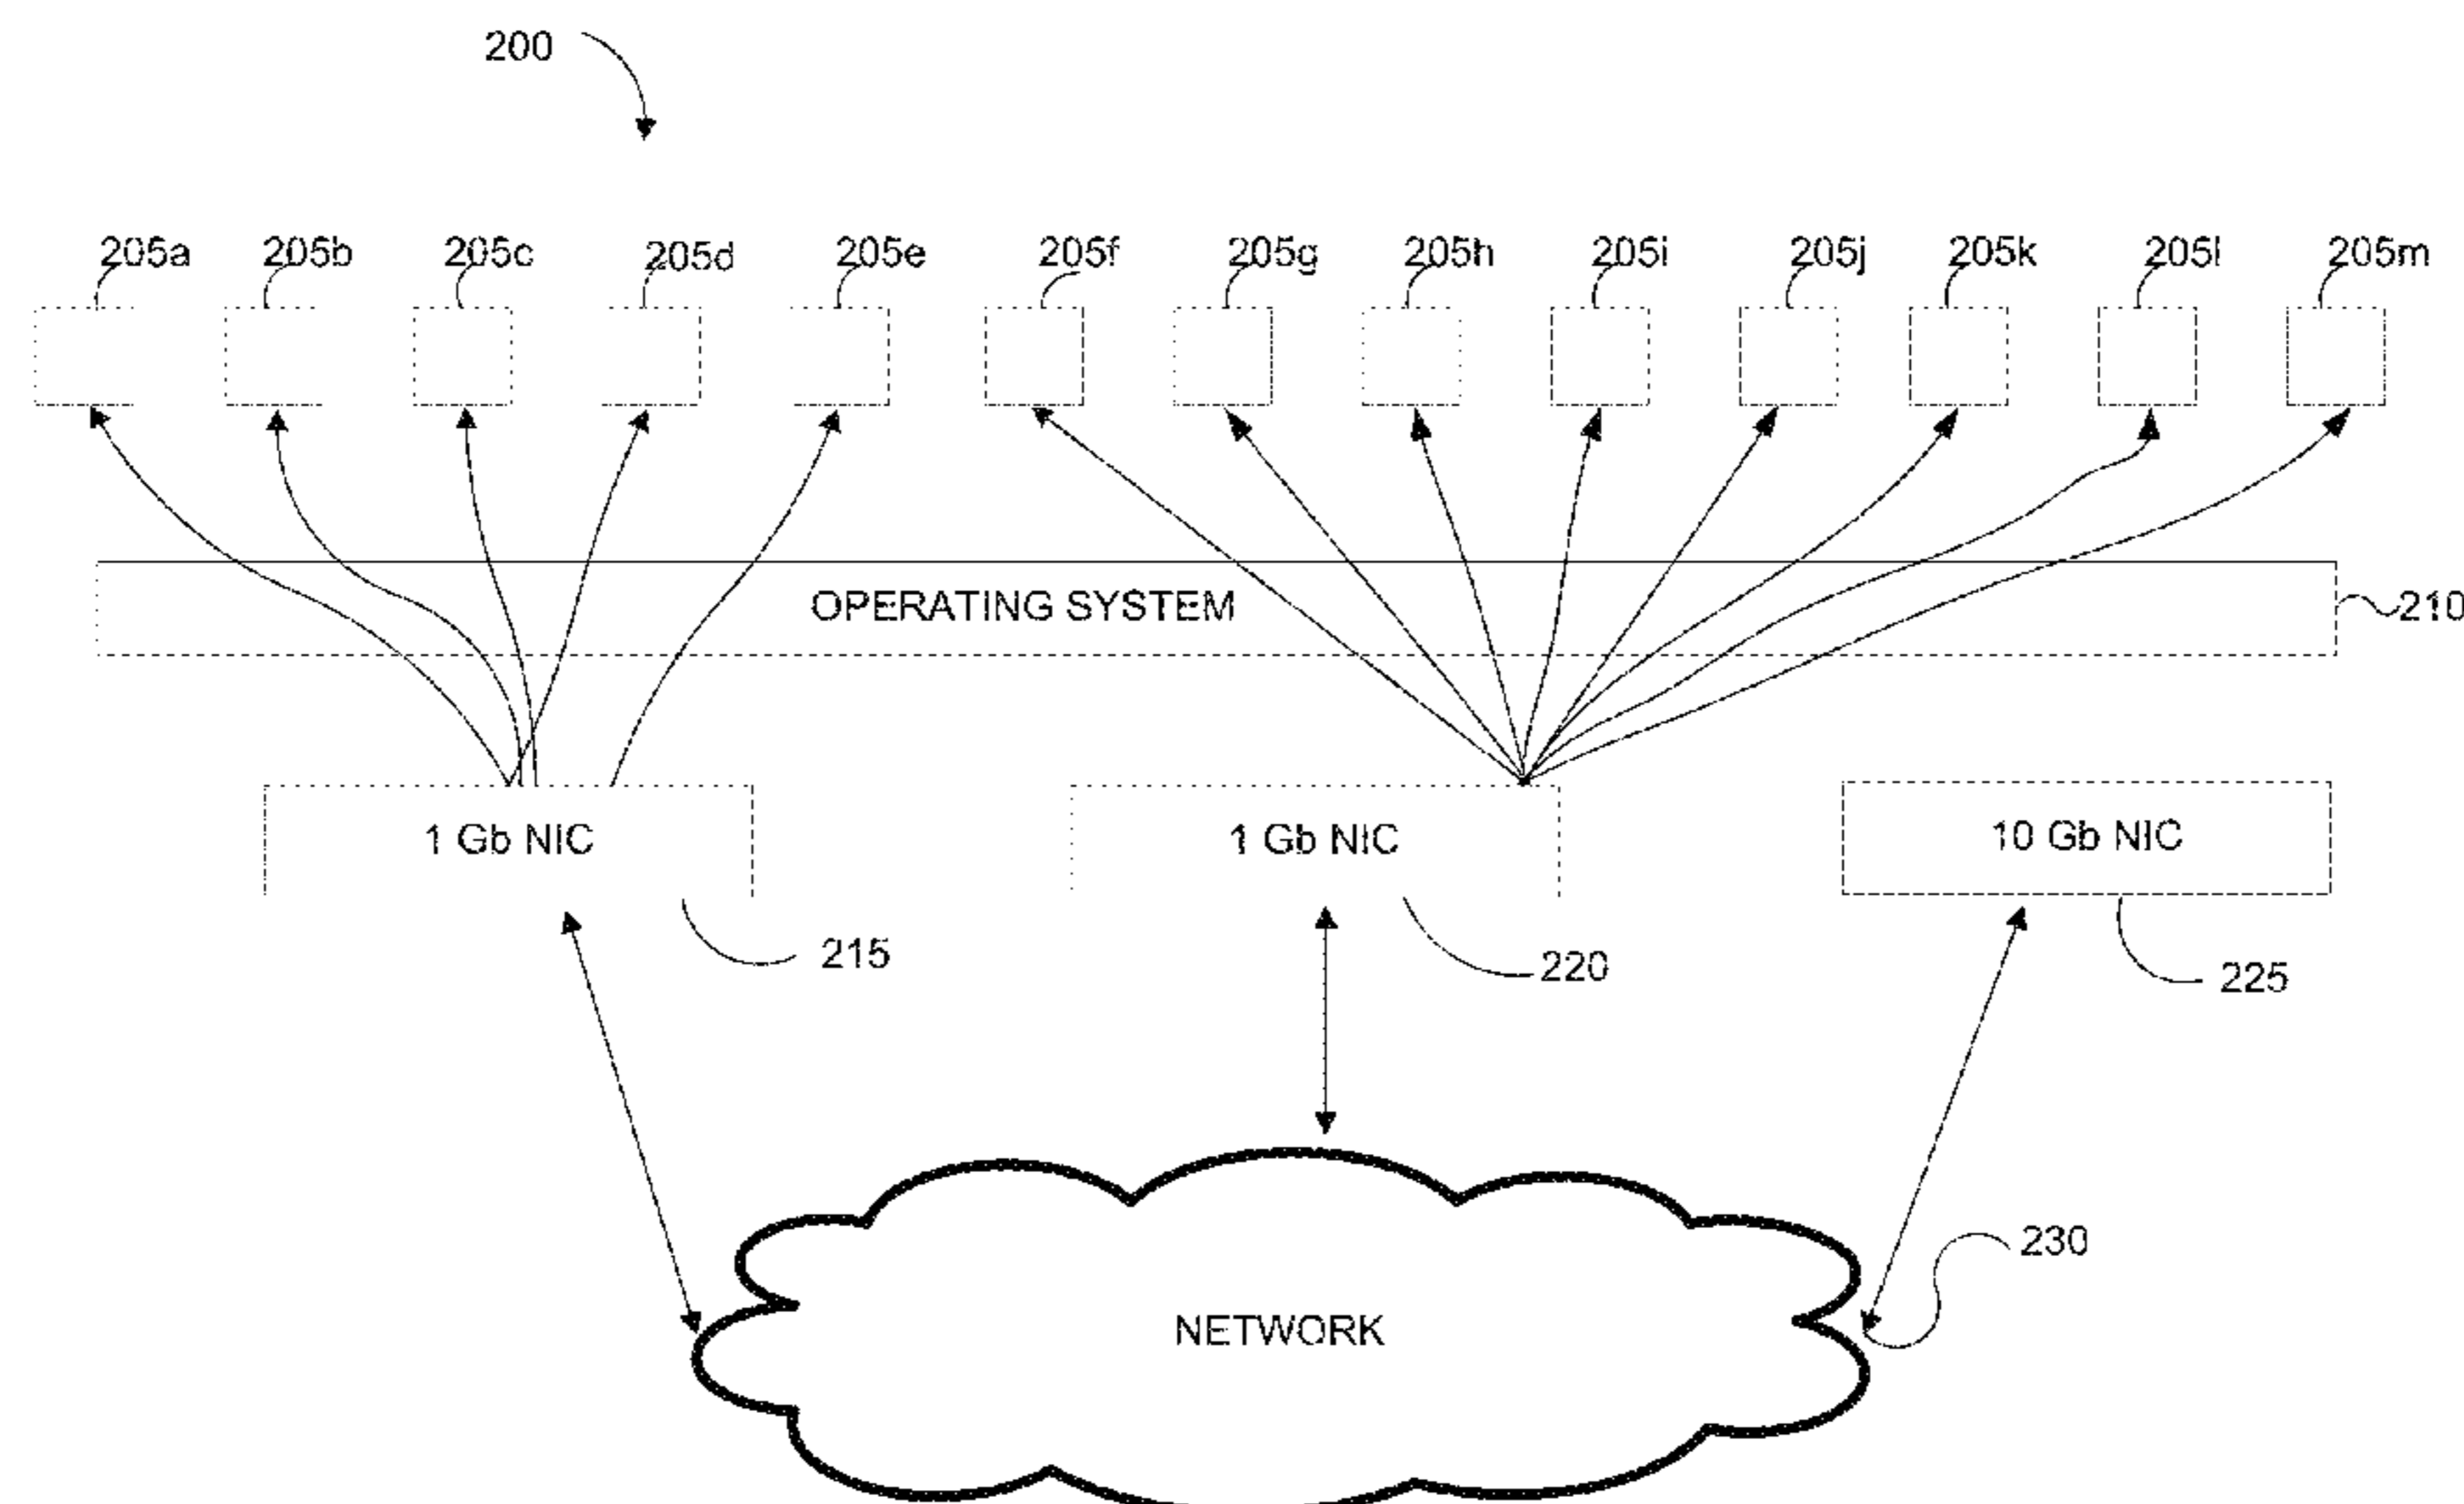 200
205a 205b 205c 205d 205e 205f 205g 205h 205i 205j 205k 205l 205m
OPERATING SYSTEM
210
1 Gb NIC
1 Gb NIC
10 Gb NIC
215
220
225
230
NETWORK